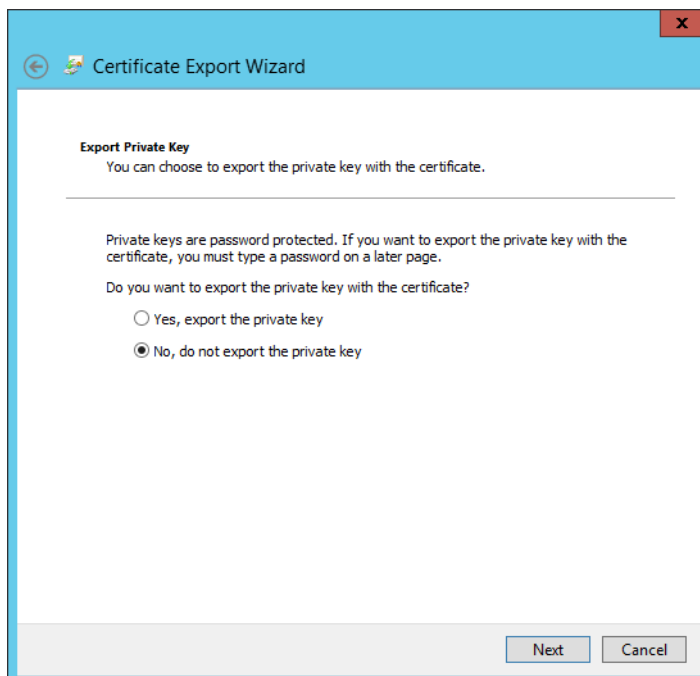 x
Certificate Export Wizard
Export Private Key
You can choose to export the private key with the certificate.
Private keys are password protected. If you want to export the private key with the
certificate, you must type a password on a later page.
Do you want to export the private key with the certificate?
Yes, export the private key
No, do not export the private key
Next
Cancel